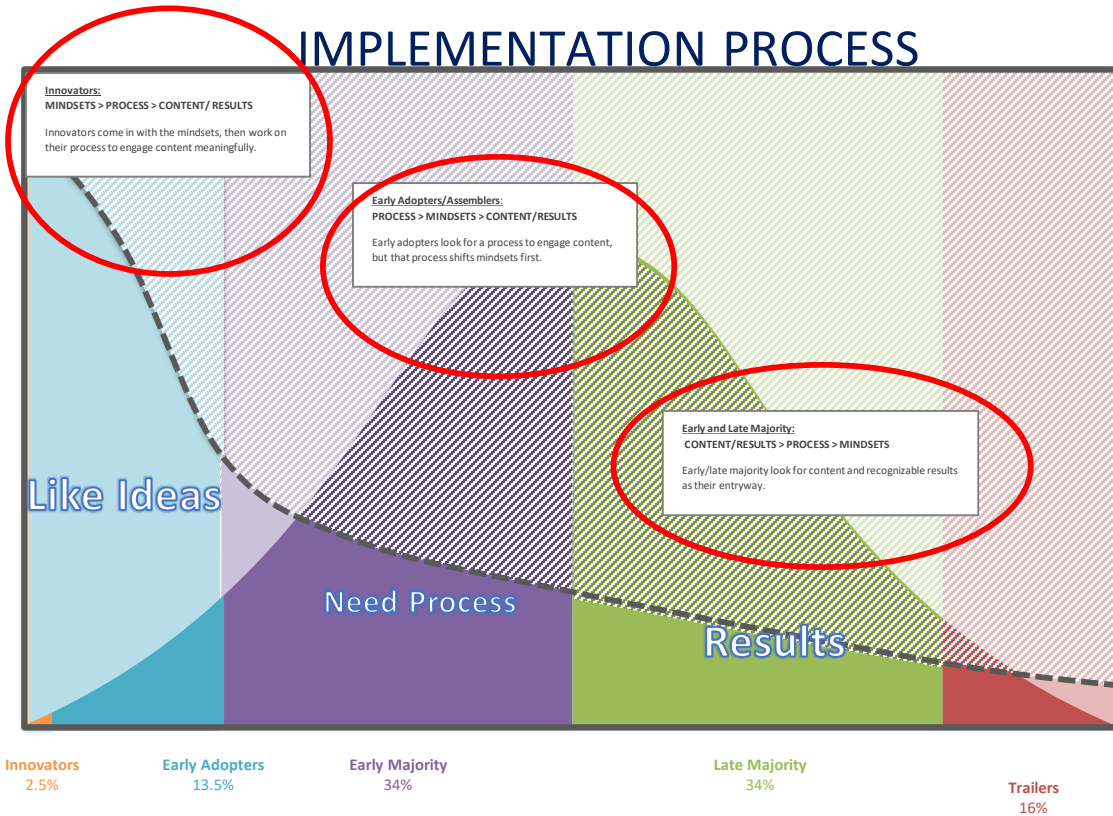 IMPLEMENTATION PROCESS
Innovators:
MINDSETS > PROCESS > CONTENT/ RESULTS
Innovators come in with the mindsets, then work on
their process to engage content meaningfully.
Early Adopters/Assemblers:
PROCESS > MINDSETS > CONTENT/RESULTS
Early adopters look for a process to engage content,
but that process shifts mindsets first.
Early and Late Majority:
CONTENT/RESULTS > PROCESS > MINDSETS
Early/late majority look for content and recognizable results
as their entryway.
Like Ideas
Need Process
Results
Innovators
2.5%
Early Adopters
13.5%
Early Majority
34%
Late Majority
34%
Trailers
16%